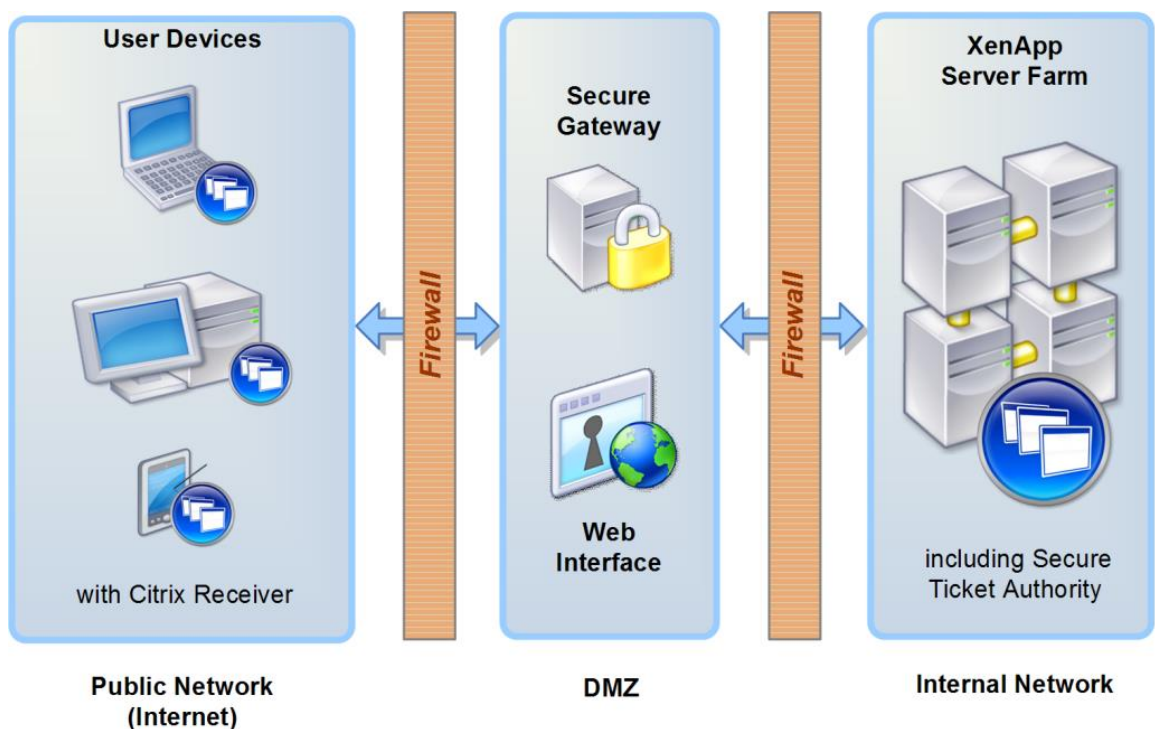 User Devices
with Citrix Receiver
Public Network
(Internet)
Firewall
Secure
Gateway
Web
Interface
DMZ
Firewall
XenApp
Server Farm
including Secure
Ticket Authority
Internal Network